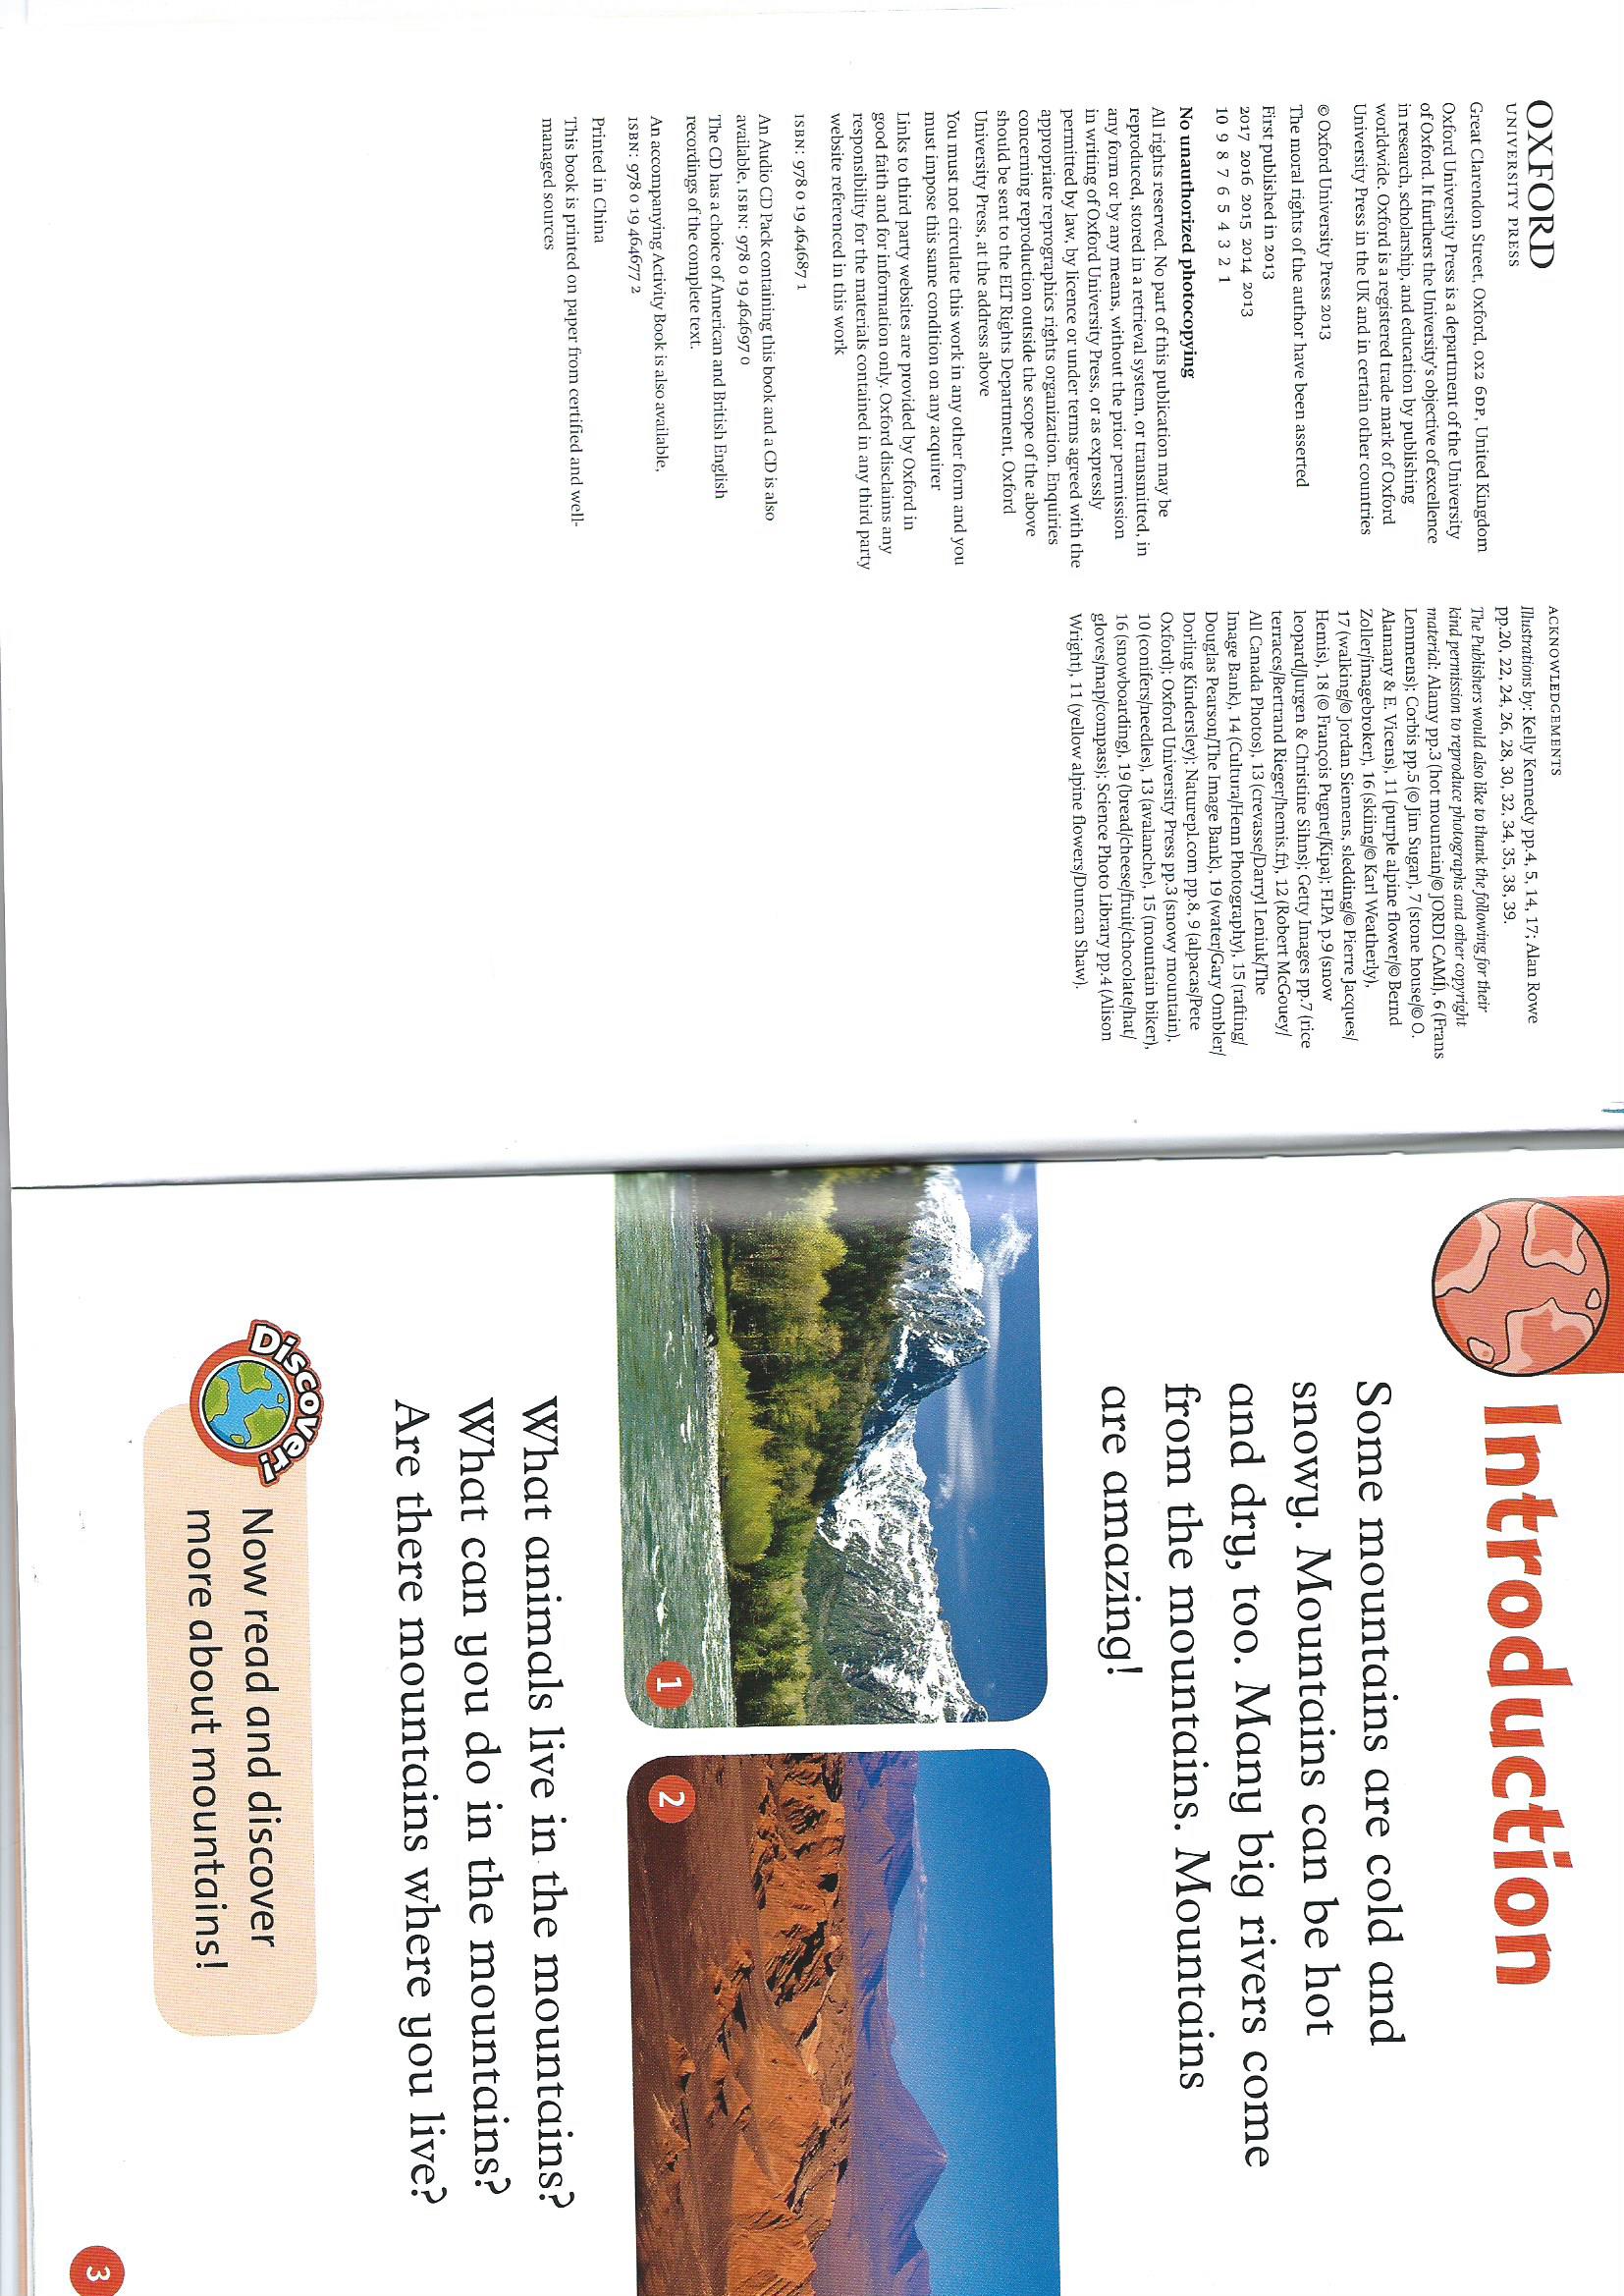 OXFORD
UNIVERSITY PRESS
Great Clarendon Street, Oxford, OX2 6DP, United Kingdom
Oxford University Press is a department of the University
of Oxford. It furthers the University's objective of excellence
in research, scholarship, and education by publishing
worldwide. Oxford is a registered trade mark of Oxford
University Press in the UK and in certain other countries
© Oxford University Press 2013
The moral rights of the author have been asserted
First published in 2013
2017 2016 2015 2014 2013
10 9 8 7 6 5 4 3 2 1
No unauthorized photocopying
All rights reserved. No part of this publication may be
reproduced, stored in a retrieval system, or transmitted, in
any form or by any means, without the prior permission
in writing of Oxford University Press, or as expressly
permitted by law, by licence or under terms agreed with the
appropriate reprographics rights organization. Enquiries
concerning reproduction outside the scope of the above
should be sent to the ELT Rights Department, Oxford
University Press, at the address above
You must not circulate this work in any other form and you
must impose this same condition on any acquirer
Links to third party websites are provided by Oxford in
good faith and for information only. Oxford disclaims any
responsibility for the materials contained in any third party
website referenced in this work
ISBN: 978 0 19 464687 1
An Audio CD Pack containing this book and a CD is also
available, ISBN: 978 0 19 464697 0
The CD has a choice of American and British English
recordings of the complete text.
An accompanying Activity Book is also available,
ISBN: 978 0 19 464677 2
Printed in China
This book is printed on paper from certified and well-
managed sources
ACKNOWLEDGEMENTS
Illustrations by: Kelly Kennedy pp.4, 5, 14, 17; Alan Rowe
pp.20, 22, 24, 26, 28, 30, 32, 34, 35, 38, 39.
The Publishers would also like to thank the following for their
kind permission to reproduce photographs and other copyright
material: Alamy pp.3 (hot mountain/© JORDI CAMÍ), 6 (Frans
Lemmens); Corbis pp.5 (© Jim Sugar), 7 (stone house/© O.
Alamany & E. Vicens), 11 (purple alpine flower/© Bernd
Zoller/imagebroker), 16 (skiing/© Karl Weatherly),
17 (walking/© Jordan Siemens, sledding/© Pierre Jacques/
Hemis), 18 (© François Pugnet/Kipa); FLPA p.9 (snow
leopard/Jurgen & Christine Sihns); Getty Images pp.7 (rice
terraces/Bertrand Rieger/hemis.fr), 12 (Robert McGouey/
All Canada Photos), 13 (crevasse/Darryl Leniuk/The
Image Bank), 14 (Cultura/Henn Photography), 15 (rafting/
Douglas Pearson/The Image Bank), 19 (water/Gary Ombler/
Dorling Kindersley); Naturepl.com pp.8, 9 (alpacas/Pete
Oxford); Oxford University Press pp.3 (snowy mountain),
10 (conifers/needles), 13 (avalanche), 15 (mountain biker),
16 (snowboarding), 19 (bread/cheese/fruit/chocolate/hat/
gloves/map/compass); Science Photo Library pp.4 (Alison
Wright), 11 (yellow alpine flowers/Duncan Shaw).
Introduction
Some mountains are cold and
snowy. Mountains can be hot
and dry, too. Many big rivers come
from the mountains. Mountains
are amazing!
1
2
What animals live in the mountains?
What can you do in the mountains?
Are there mountains where you live?
Discover!
Now read and discover
more about mountains!
3